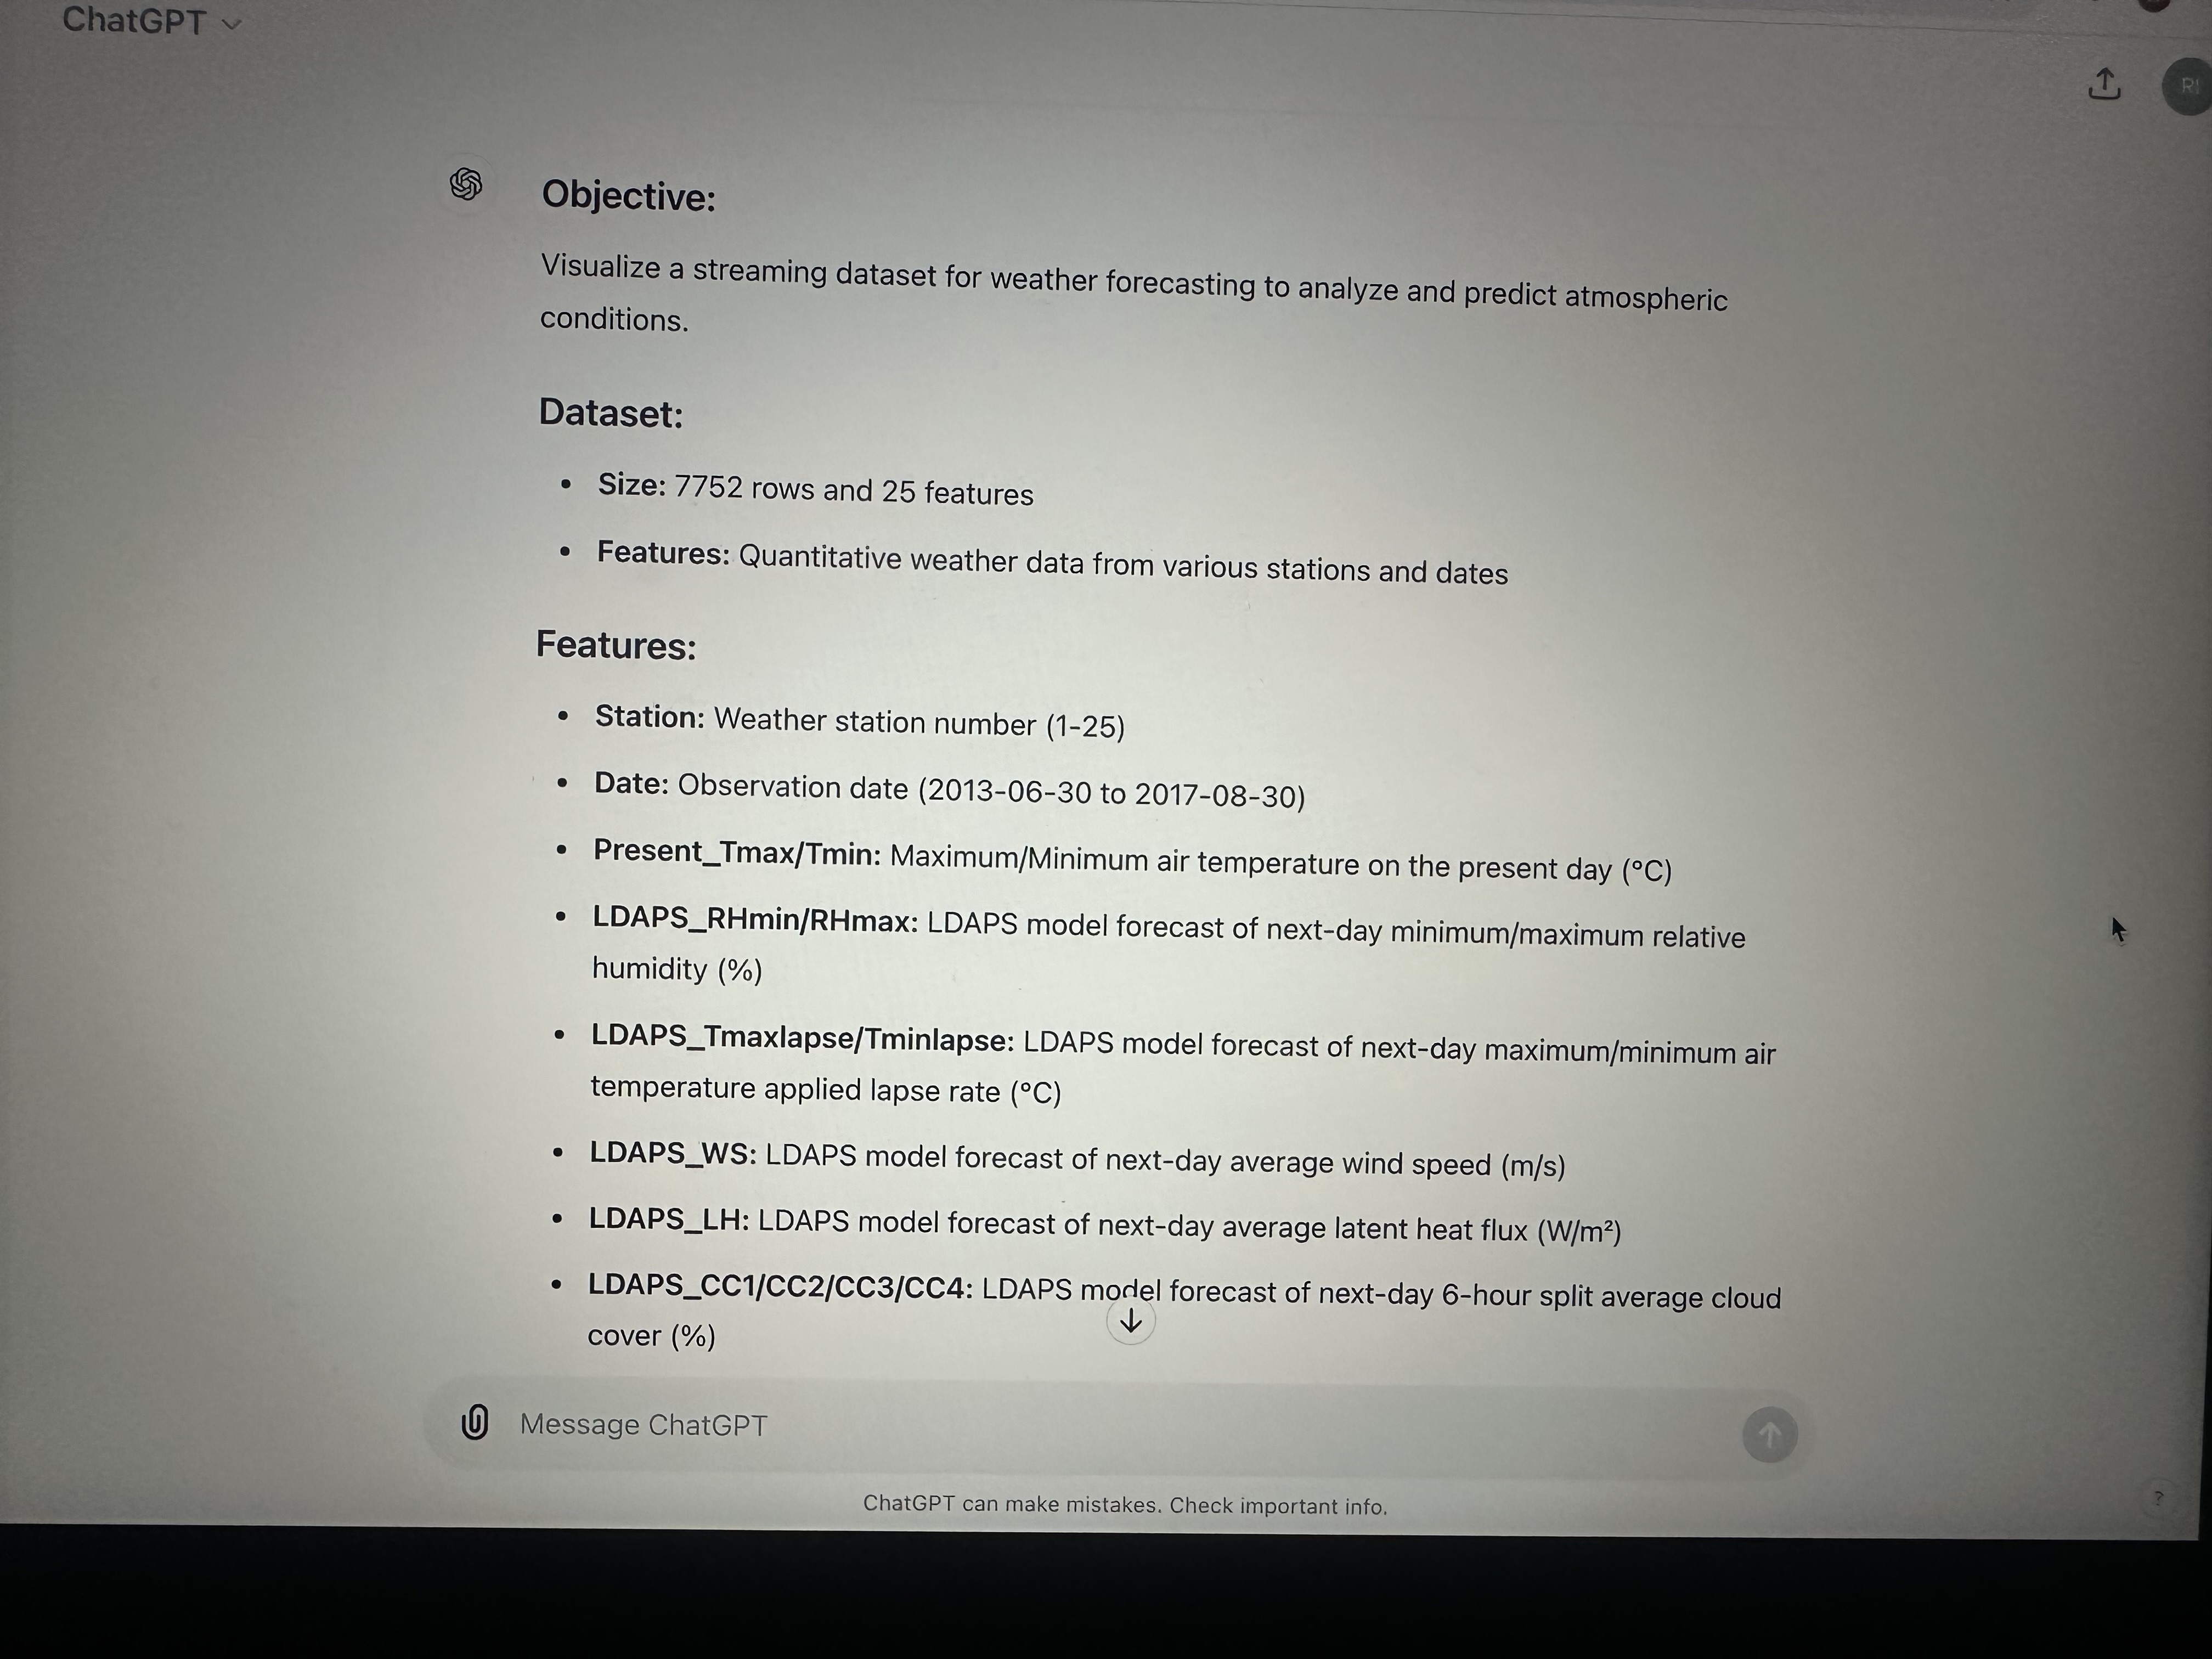 ChatGPT
RI
Objective:
Visualize a streaming dataset for weather forecasting to analyze and predict atmospheric
conditions.
Dataset:
• Size: 7752 rows and 25 features
• Features: Quantitative weather data from various stations and dates
Features:
• Station: Weather station number (1-25)
• Date: Observation date (2013-06-30 to 2017-08-30)
• Present_Tmax/Tmin: Maximum/Minimum air temperature on the present day (°C)
• LDAPS_RHmin/RHmax: LDAPS model forecast of next-day minimum/maximum relative
humidity (%)
• LDAPS_Tmaxlapse/Tminlapse: LDAPS model forecast of next-day maximum/minimum air
temperature applied lapse rate (°C)
• LDAPS_WS: LDAPS model forecast of next-day average wind speed (m/s)
• LDAPS_LH: LDAPS model forecast of next-day average latent heat flux (W/m²)
• LDAPS_CC1/CC2/CC3/CC4: LDAPS model forecast of next-day 6-hour split average cloud
cover (%)
Message ChatGPT
ChatGPT can make mistakes. Check important info.
?